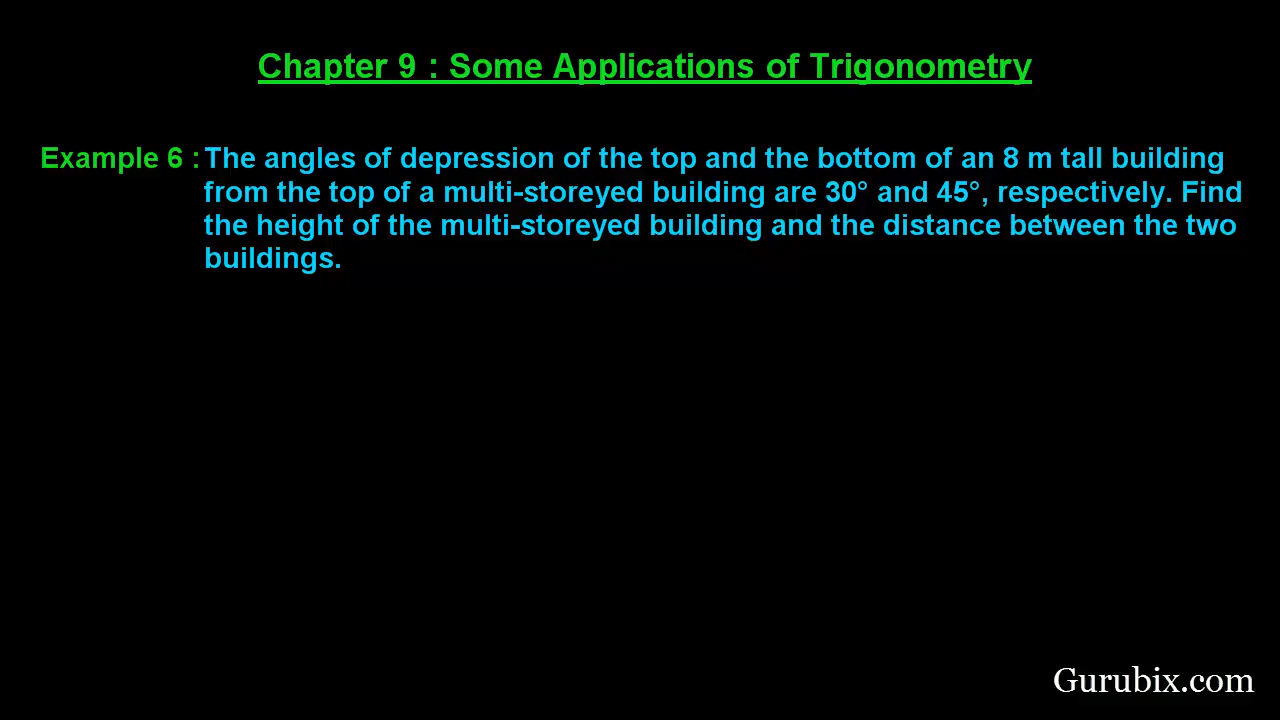 Chapter 9 : Some Applications of Trigonometry
Example 6 : The angles of depression of the top and the bottom of an 8 m tall building
from the top of a multi-storeyed building are 30° and 45°, respectively. Find
the height of the multi-storeyed building and the distance between the two
buildings.
Gurubix.com